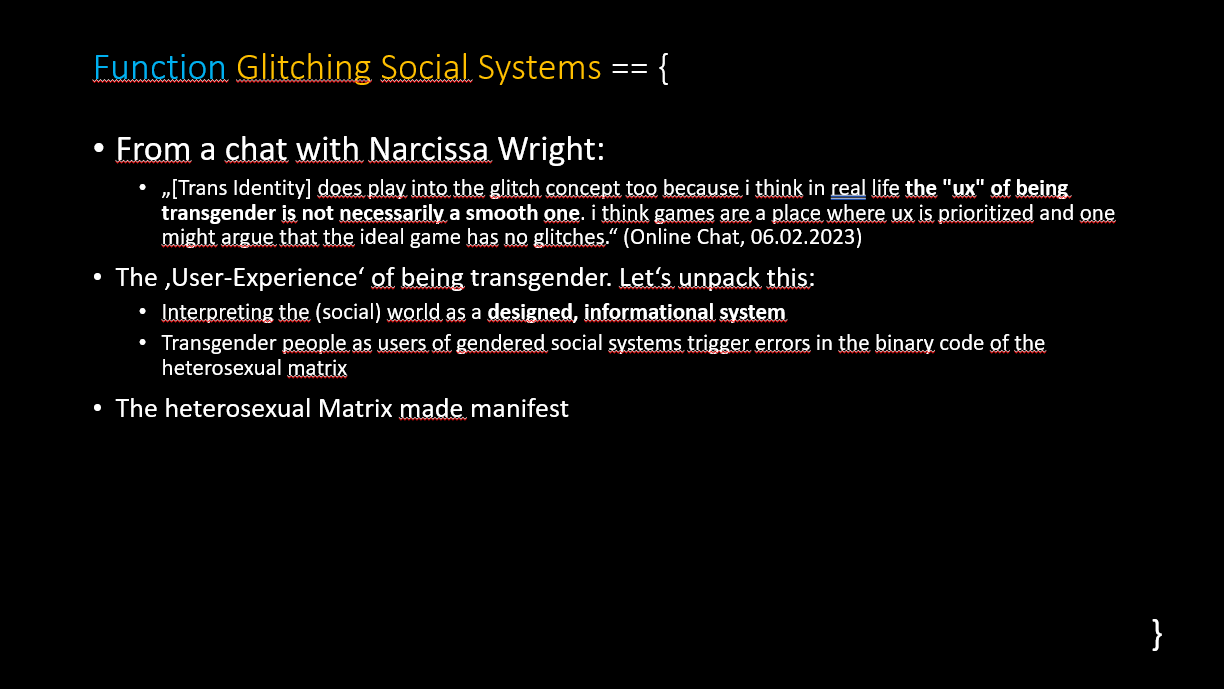 Function Glitching Social Systems == {
• From a chat with Narcissa Wright:
• „[Trans Identity] does play into the glitch concept too because i think in real life the "ux" of being
transgender is not necessarily a smooth one. i think games are a place where ux is prioritized and one
might argue that the ideal game has no glitches.“ (Online Chat, 06.02.2023)
• The ‚User-Experience‘ of being transgender. Let‘s unpack this:
• Interpreting the (social) world as a designed, informational system
• Transgender people as users of gendered social systems trigger errors in the binary code of the
heterosexual matrix
• The heterosexual Matrix made manifest
}